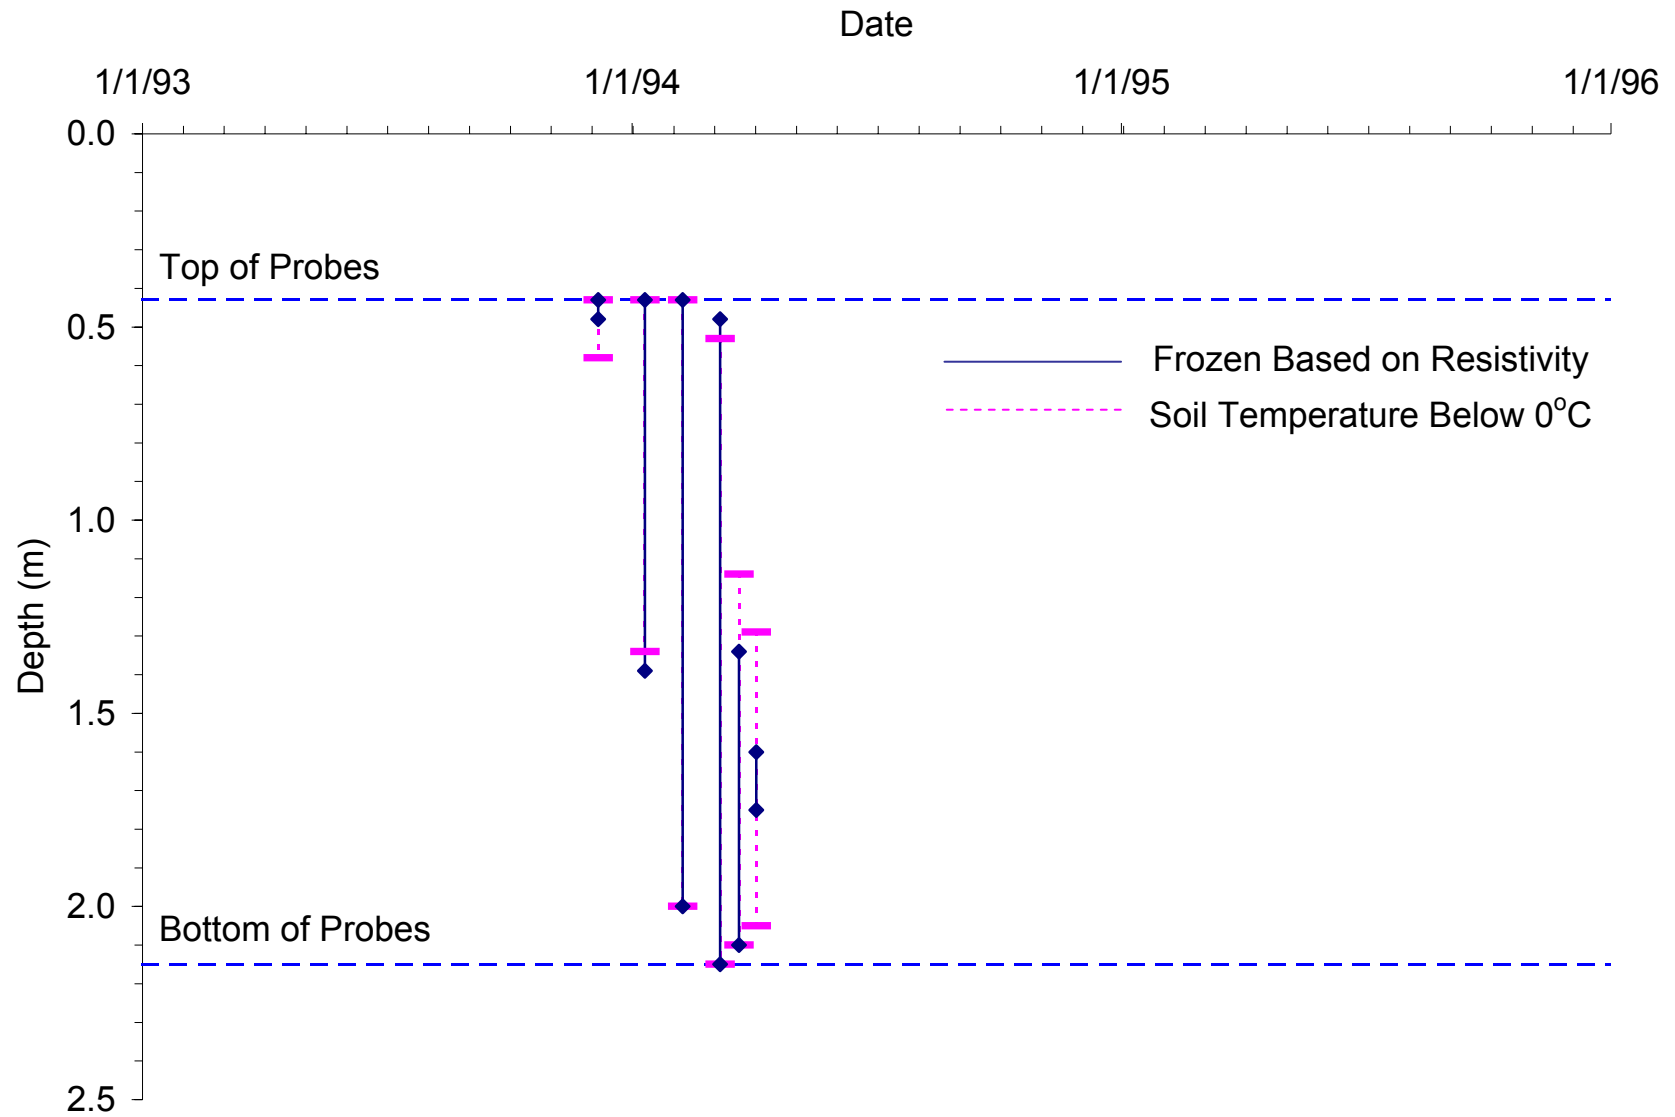 Date
1/1/93
1/1/94
1/1/95
1/1/96
0.0
Top of Probes
0.5
Frozen Based on Resistivity
Soil Temperature Below 0°C
1.0
Depth (m)
1.5
2.0
Bottom of Probes
2.5